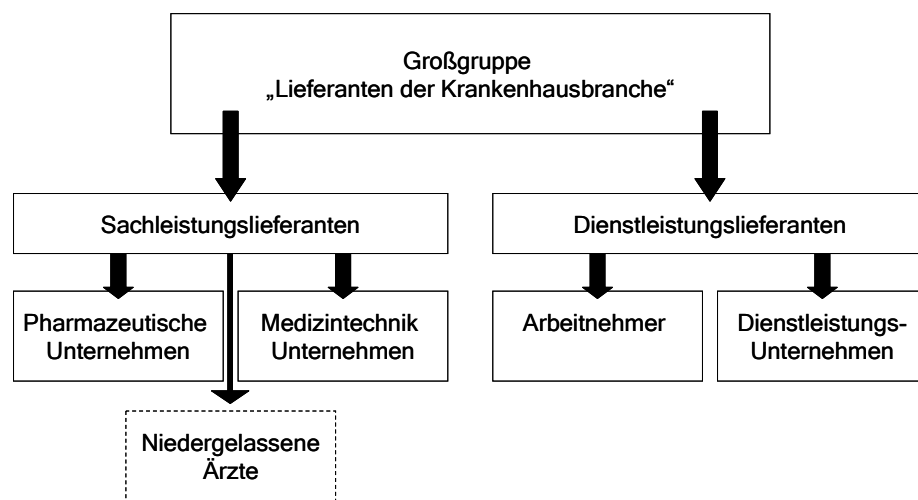 Großgruppe
„Lieferanten der Krankenhausbranche“
Sachleistungslieferanten
Dienstleistungslieferanten
Pharmazeutische
Unternehmen
Medizintechnik
Unternehmen
Arbeitnehmer
Dienstleistungs-
Unternehmen
Niedergelassene
Ärzte